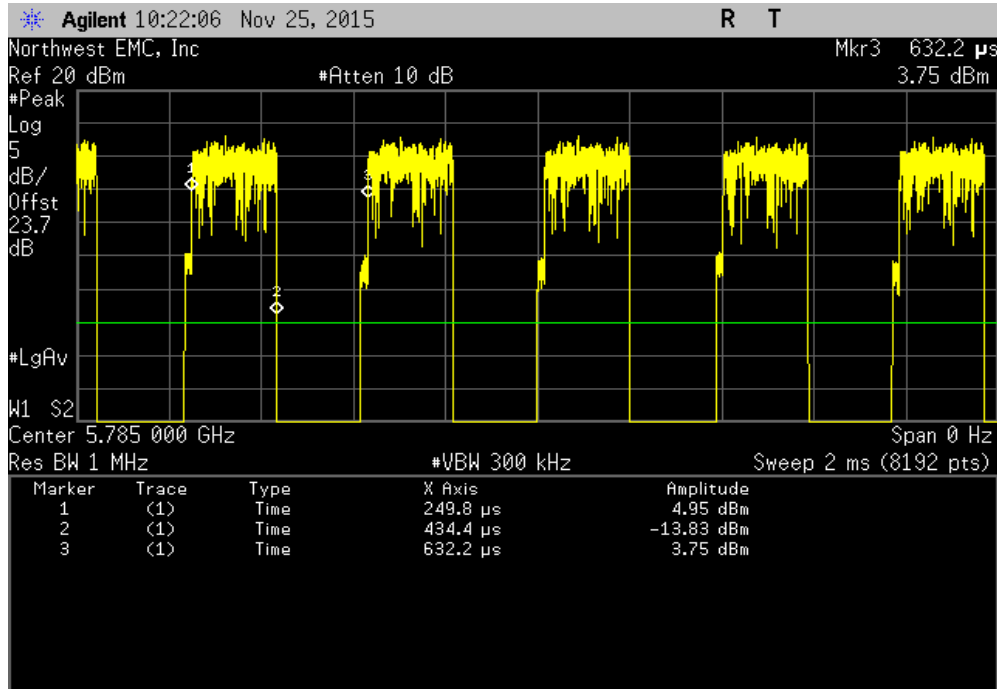 Agilent 10:22:06 Nov 25, 2015 R T
Northwest EMC, Inc Mkr3 632.2 µs
Ref 20 dBm #Atten 10 dB 3.75 dBm
#Peak
Log
5
dB/
Offst
23.7
dB
1
3
2
#LgAv
W1 S2
Center 5.785 000 GHz Span 0 Hz
Res BW 1 MHz #VBW 300 kHz Sweep 2 ms (8192 pts)
Marker Trace Type X Axis Amplitude
1 (1) Time 249.8 µs 4.95 dBm
2 (1) Time 434.4 µs -13.83 dBm
3 (1) Time 632.2 µs 3.75 dBm